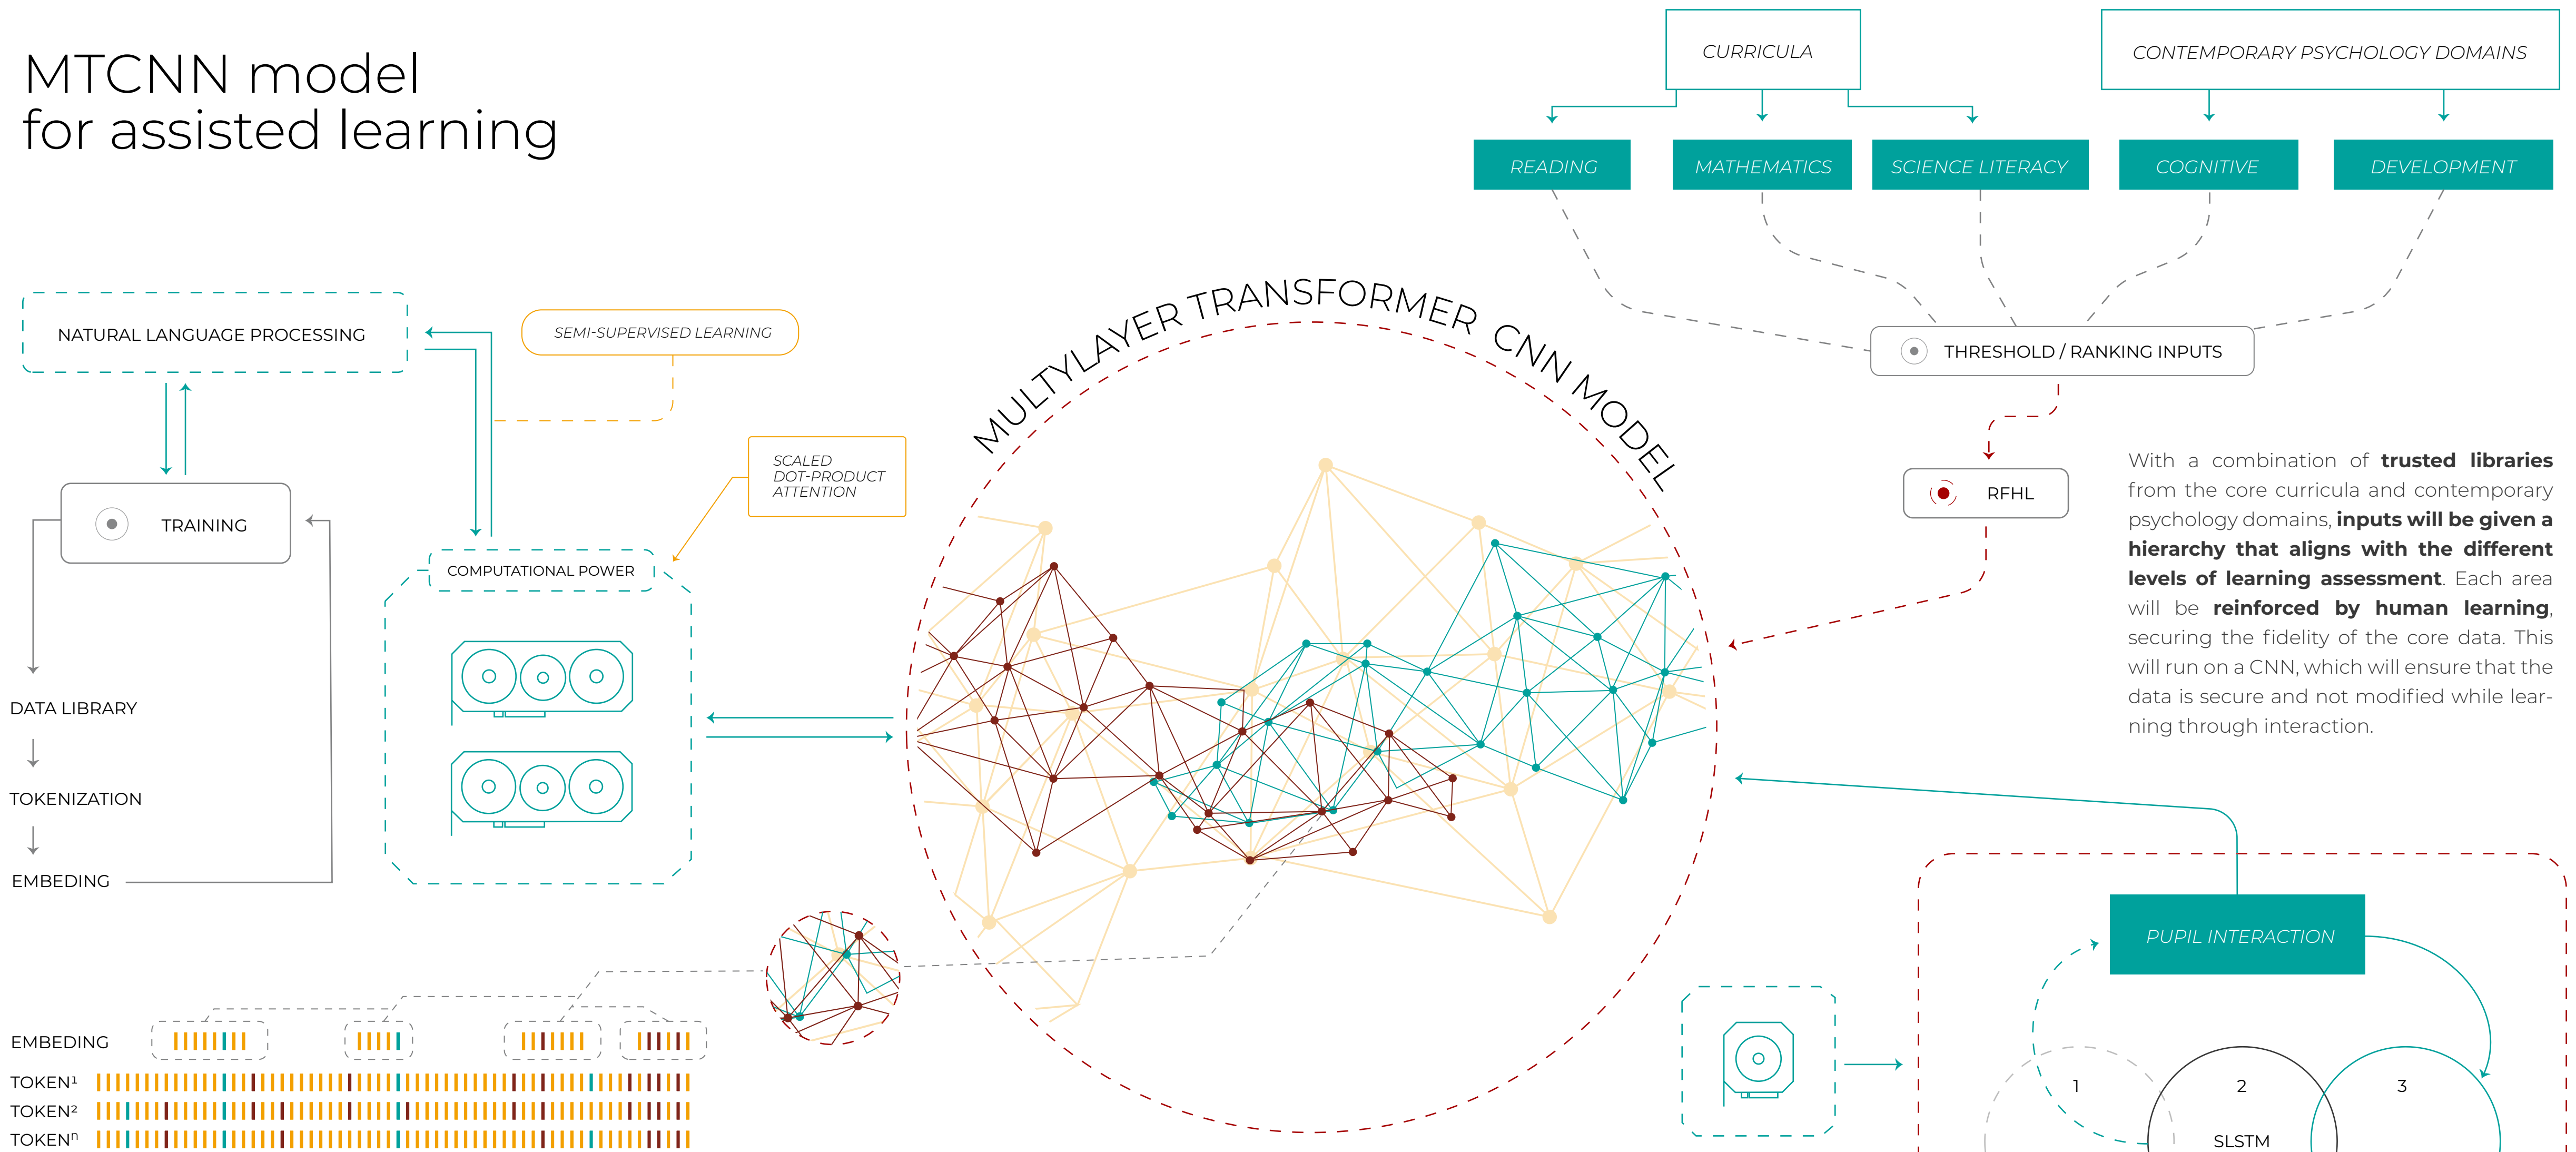 MTCNN model
for assisted learning
CURRICULA
CONTEMPORARY PSYCHOLOGY DOMAINS
READING
MATHEMATICS
SCIENCE LITERACY
COGNITIVE
DEVELOPMENT
THRESHOLD / RANKING INPUTS
RFHL
NATURAL LANGUAGE PROCESSING
SEMI-SUPERVISED LEARNING
SCALED
DOT-PRODUCT
ATTENTION
TRAINING
COMPUTATIONAL POWER
DATA LIBRARY
TOKENIZATION
EMBEDING
MULTYLAYER TRANSFORMER CNN MODEL
With a combination of trusted libraries
from the core curricula and contemporary
psychology domains, inputs will be given a
hierarchy that aligns with the different
levels of learning assessment. Each area
will be reinforced by human learning,
securing the fidelity of the core data. This
will run on a CNN, which will ensure that the
data is secure and not modified while lear-
ning through interaction.
PUPIL INTERACTION
1
2
3
SLSTM
EMBEDING
TOKEN¹
TOKEN²
TOKENⁿ